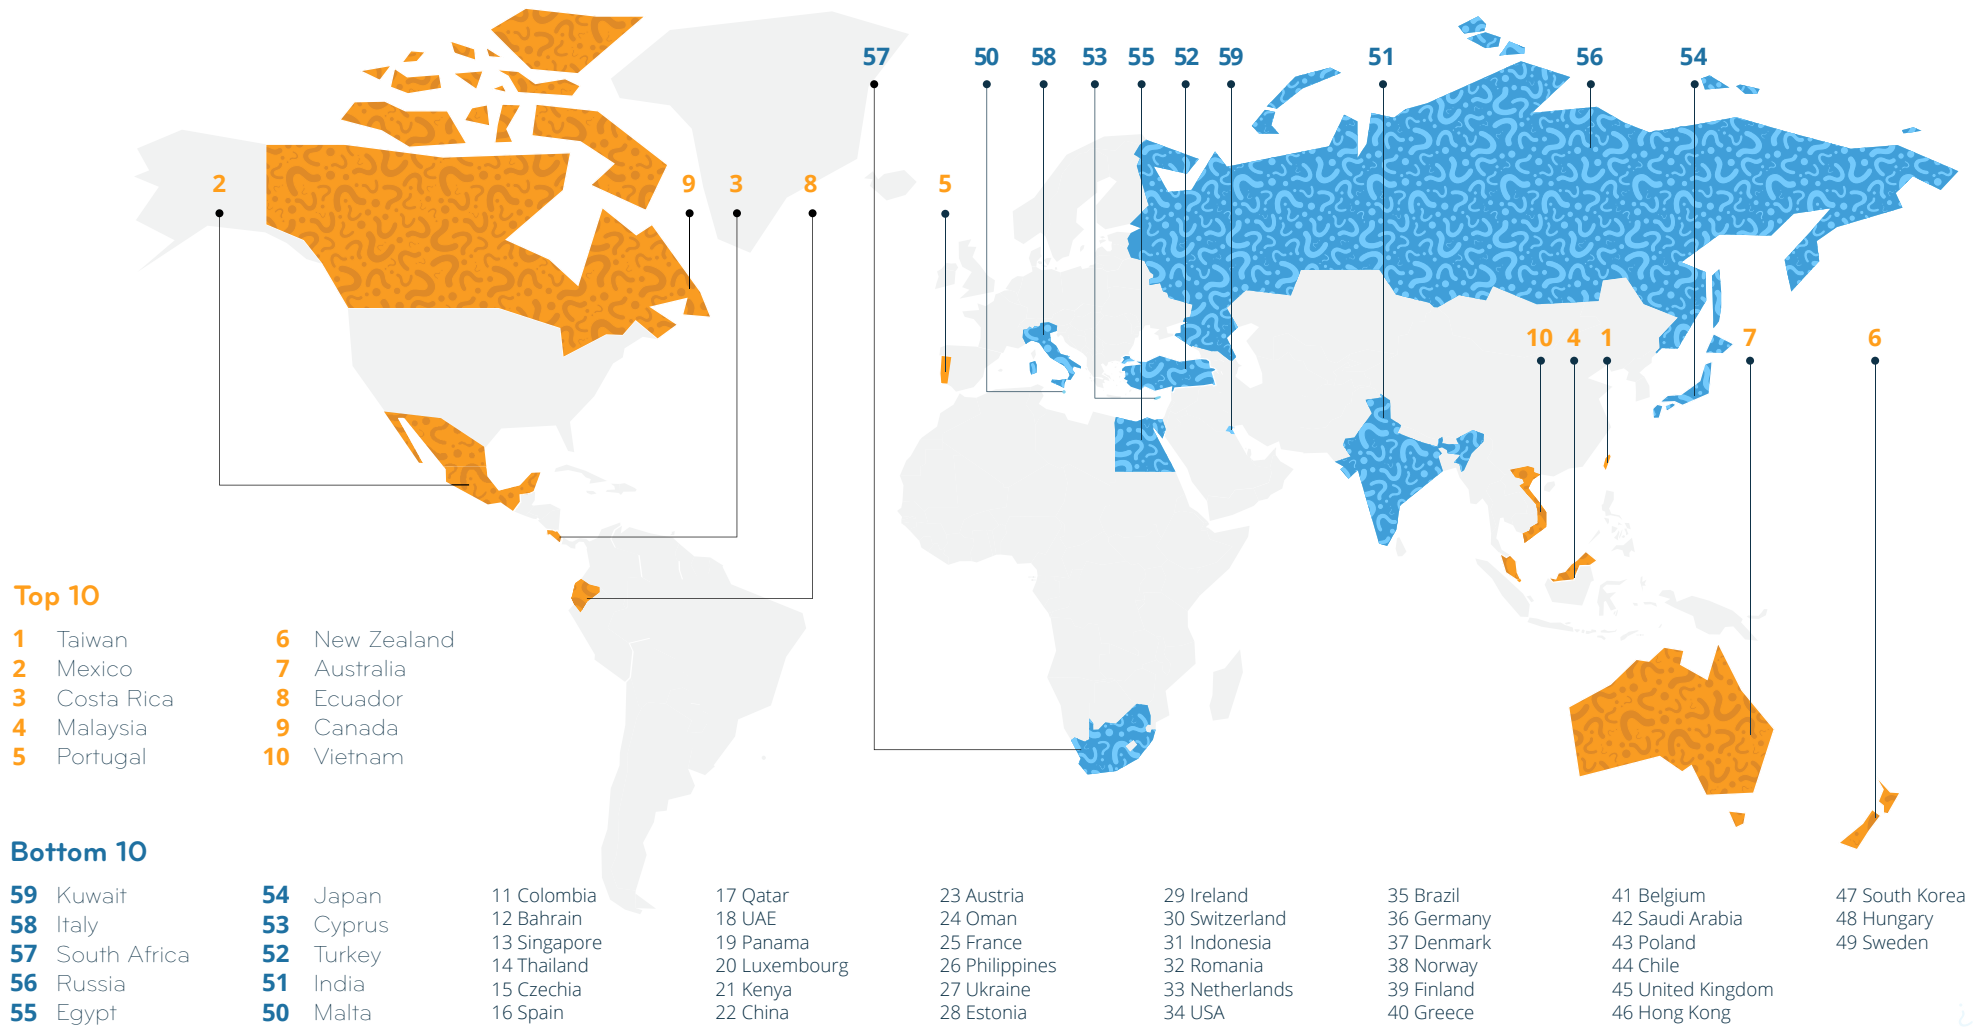 57
50
58
53
55
52
59
51
56
54
2
9
3
8
5
10
4
1
7
6
Top 10
1 Taiwan
2 Mexico
3 Costa Rica
4 Malaysia
5 Portugal
6 New Zealand
7 Australia
8 Ecuador
9 Canada
10 Vietnam
Bottom 10
59 Kuwait
58 Italy
57 South Africa
56 Russia
55 Egypt
54 Japan
53 Cyprus
52 Turkey
51 India
50 Malta
11 Colombia
12 Bahrain
13 Singapore
14 Thailand
15 Czechia
16 Spain
17 Qatar
18 UAE
19 Panama
20 Luxembourg
21 Kenya
22 China
23 Austria
24 Oman
25 France
26 Philippines
27 Ukraine
28 Estonia
29 Ireland
30 Switzerland
31 Indonesia
32 Romania
33 Netherlands
34 USA
35 Brazil
36 Germany
37 Denmark
38 Norway
39 Finland
40 Greece
41 Belgium
42 Saudi Arabia
43 Poland
44 Chile
45 United Kingdom
46 Hong Kong
47 South Korea
48 Hungary
49 Sweden